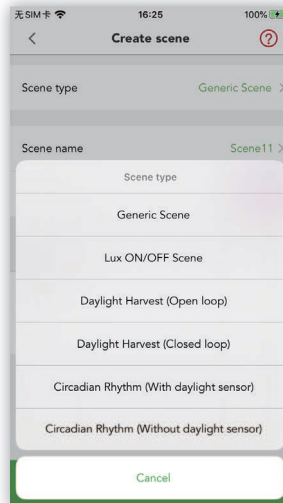 无SIM卡 16:25 100%
Create scene ?
Scene type Generic Scene
Scene name Scene11
Scene type
Generic Scene
Lux ON/OFF Scene
Daylight Harvest (Open loop)
Daylight Harvest (Closed loop)
Circadian Rhythm (With daylight sensor)
Circadian Rhythm (Without daylight sensor)
Cancel